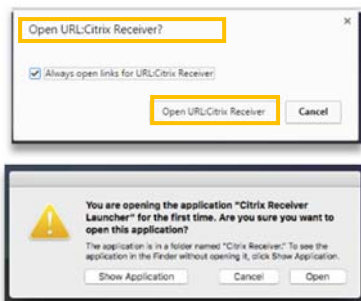 Open URL:Citrix Receiver?
×
Always open links for URL:Citrix Receiver
Open URL:Citrix Receiver
Cancel
You are opening the application "Citrix Receiver
Launcher" for the first time. Are you sure you want to
open this application?
The application is in a folder named "Citrix Receiver." To see the
application in the Finder without opening it, click Show Application.
Show Application
Cancel
Open